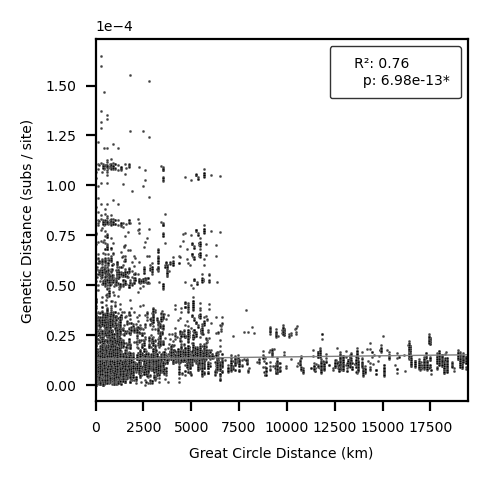 1e−4
R²: 0.76
p: 6.98e-13*
Genetic Distance (subs / site)
1.50
1.25
1.00
0.75
0.50
0.25
0.00
0 2500 5000 7500 10000 12500 15000 17500
Great Circle Distance (km)